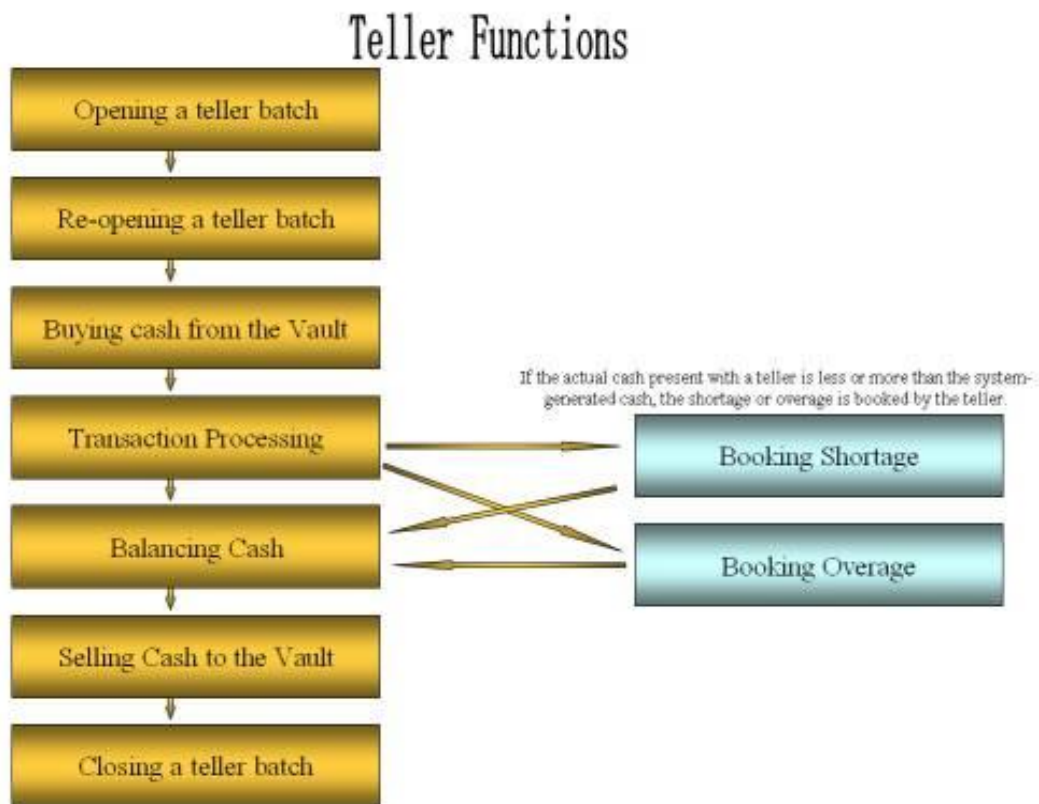 Teller Functions
Opening a teller batch
Re-opening a teller batch
Buying cash from the Vault
If the actual cash present with a teller is less or more than the system-
generated cash, the shortage or overage is booked by the teller.
Transaction Processing
Booking Shortage
Balancing Cash
Booking Overage
Selling Cash to the Vault
Closing a teller batch